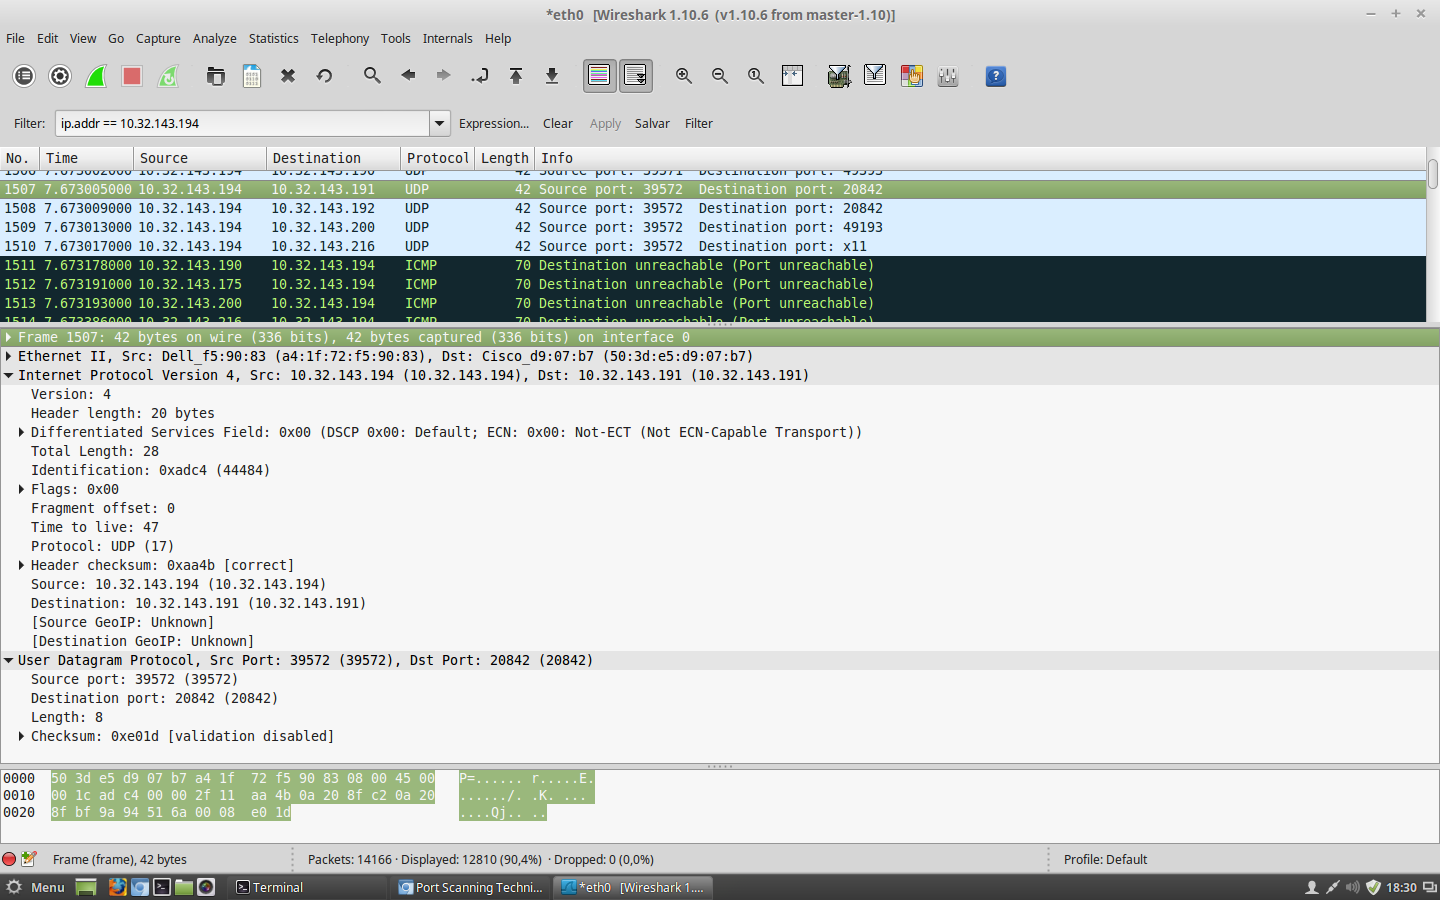 *eth0 [Wireshark 1.10.6 (v1.10.6 from master-1.10)]
File Edit View Go Capture Analyze Statistics Telephony Tools Internals Help
Filter: ip.addr == 10.32.143.194 Expression... Clear Apply Salvar Filter
No. Time Source Destination Protocol Length Info
1507 7.673005000 10.32.143.194 10.32.143.191 UDP 42 Source port: 39572 Destination port: 20842
1508 7.673009000 10.32.143.194 10.32.143.192 UDP 42 Source port: 39572 Destination port: 20842
1509 7.673013000 10.32.143.194 10.32.143.200 UDP 42 Source port: 39572 Destination port: 49193
1510 7.673017000 10.32.143.194 10.32.143.216 UDP 42 Source port: 39572 Destination port: x11
1511 7.673178000 10.32.143.190 10.32.143.194 ICMP 70 Destination unreachable (Port unreachable)
1512 7.673191000 10.32.143.175 10.32.143.194 ICMP 70 Destination unreachable (Port unreachable)
1513 7.673193000 10.32.143.200 10.32.143.194 ICMP 70 Destination unreachable (Port unreachable)
1514 7.673386000 10.32.143.216 10.32.143.194 ICMP 70 Destination unreachable (Port unreachable)
Frame 1507: 42 bytes on wire (336 bits), 42 bytes captured (336 bits) on interface 0
Ethernet II, Src: Dell_f5:90:83 (a4:1f:72:f5:90:83), Dst: Cisco_d9:07:b7 (50:3d:e5:d9:07:b7)
Internet Protocol Version 4, Src: 10.32.143.194 (10.32.143.194), Dst: 10.32.143.191 (10.32.143.191)
Version: 4
Header length: 20 bytes
Differentiated Services Field: 0x00 (DSCP 0x00: Default; ECN: 0x00: Not-ECT (Not ECN-Capable Transport))
Total Length: 28
Identification: 0xadc4 (44484)
Flags: 0x00
Fragment offset: 0
Time to live: 47
Protocol: UDP (17)
Header checksum: 0xaa4b [correct]
Source: 10.32.143.194 (10.32.143.194)
Destination: 10.32.143.191 (10.32.143.191)
[Source GeoIP: Unknown]
[Destination GeoIP: Unknown]
User Datagram Protocol, Src Port: 39572 (39572), Dst Port: 20842 (20842)
Source port: 39572 (39572)
Destination port: 20842 (20842)
Length: 8
Checksum: 0xe01d [validation disabled]
0000 50 3d e5 d9 07 b7 a4 1f 72 f5 90 83 08 00 45 00 P=...... r.....E.
0010 00 1c ad c4 00 00 2f 11 aa 4b 0a 20 8f c2 0a 20 ....../. .K. ...
0020 8f bf 9a 94 51 6a 00 08 e0 1d ....Qj.. ..
Frame (frame), 42 bytes Packets: 14166 · Displayed: 12810 (90,4%) · Dropped: 0 (0,0%) Profile: Default
Menu Terminal Port Scanning Techni... *eth0 [Wireshark 1.... 18:30